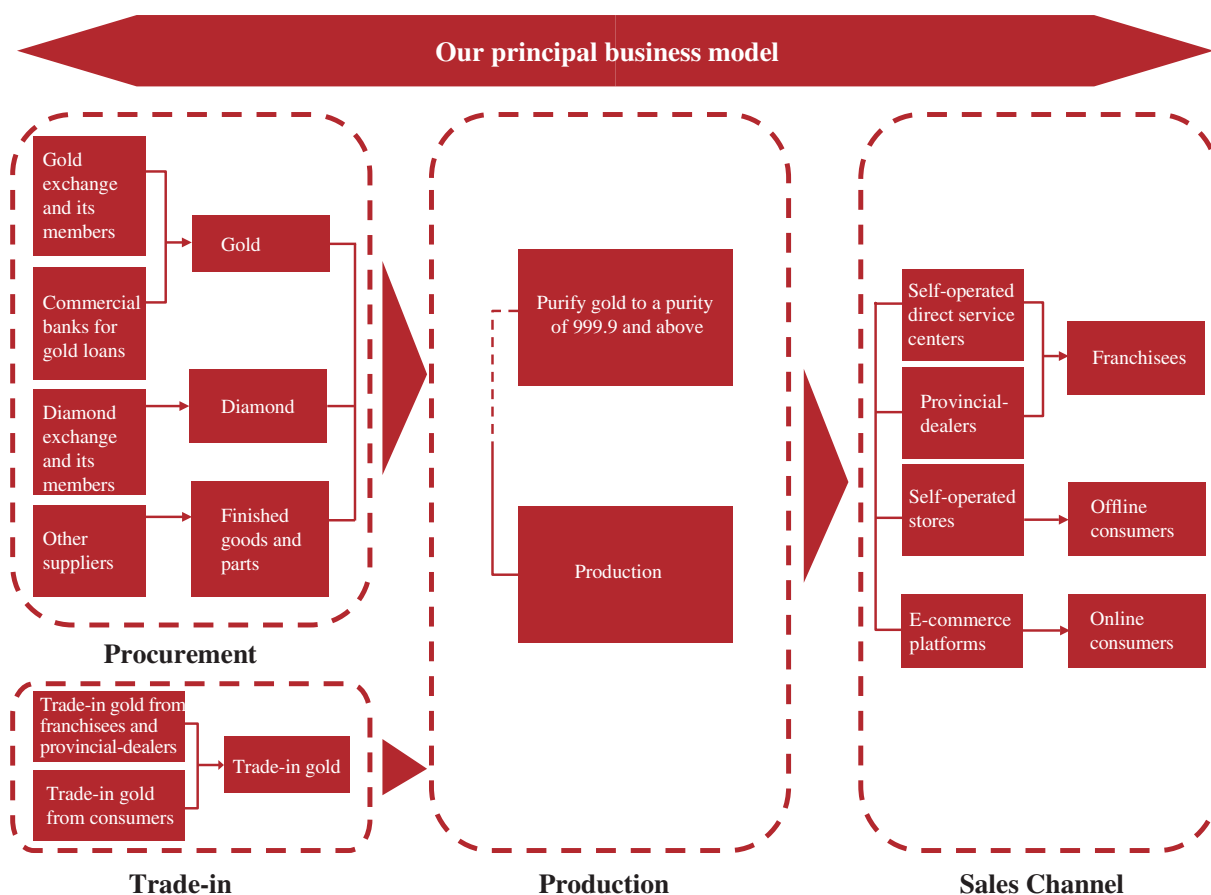 Our principal business model
Gold
exchange
and its
members
Commercial
banks for
gold loans
Gold
Diamond
exchange
and its
members
Diamond
Other
suppliers
Finished
goods and
parts
Procurement
Trade-in gold from
franchisees and
provincial-dealers
Trade-in gold
from consumers
Trade-in gold
Trade-in
Purify gold to a purity
of 999.9 and above
Production
Production
Self-operated
direct service
centers
Provincial-
dealers
Franchisees
Self-operated
stores
Offline
consumers
E-commerce
platforms
Online
consumers
Sales Channel